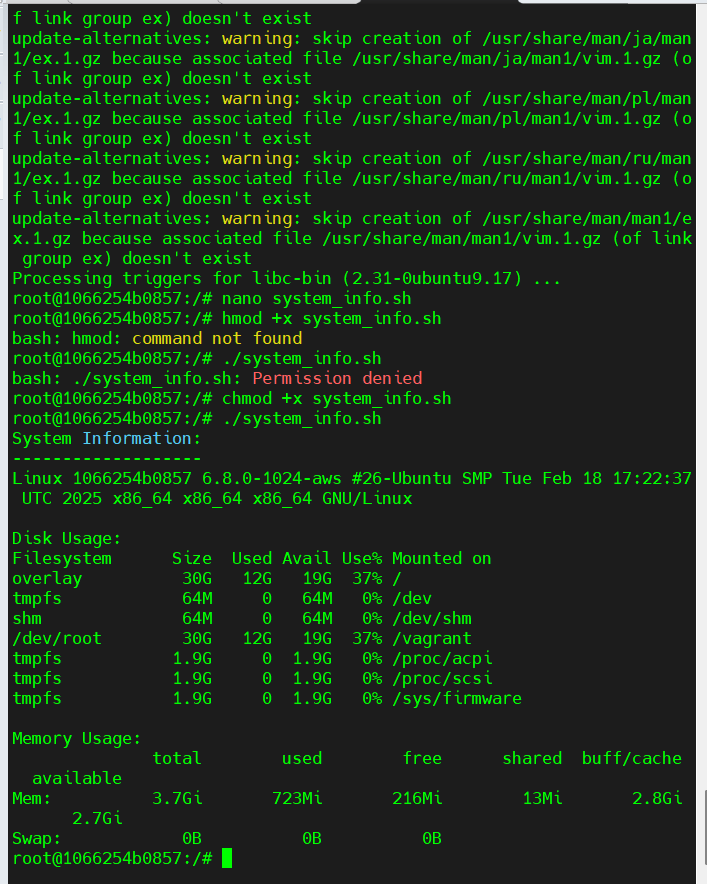 f link group ex) doesn't exist
update-alternatives: warning: skip creation of /usr/share/man/ja/man
1/ex.1.gz because associated file /usr/share/man/ja/man1/vim.1.gz (o
f link group ex) doesn't exist
update-alternatives: warning: skip creation of /usr/share/man/pl/man
1/ex.1.gz because associated file /usr/share/man/pl/man1/vim.1.gz (o
f link group ex) doesn't exist
update-alternatives: warning: skip creation of /usr/share/man/ru/man
1/ex.1.gz because associated file /usr/share/man/ru/man1/vim.1.gz (o
f link group ex) doesn't exist
update-alternatives: warning: skip creation of /usr/share/man/man1/e
x.1.gz because associated file /usr/share/man/man1/vim.1.gz (of link
 group ex) doesn't exist
Processing triggers for libc-bin (2.31-0ubuntu9.17) ...
root@1066254b0857:/# nano system_info.sh
root@1066254b0857:/# hmod +x system_info.sh
bash: hmod: command not found
root@1066254b0857:/# ./system_info.sh
bash: ./system_info.sh: Permission denied
root@1066254b0857:/# chmod +x system_info.sh
root@1066254b0857:/# ./system_info.sh
System Information:
-------------------
Linux 1066254b0857 6.8.0-1024-aws #26-Ubuntu SMP Tue Feb 18 17:22:37
 UTC 2025 x86_64 x86_64 x86_64 GNU/Linux

Disk Usage:
Filesystem      Size  Used Avail Use% Mounted on
overlay          30G   12G   19G  37% /
tmpfs            64M     0   64M   0% /dev
shm              64M     0   64M   0% /dev/shm
/dev/root        30G   12G   19G  37% /vagrant
tmpfs           1.9G     0  1.9G   0% /proc/acpi
tmpfs           1.9G     0  1.9G   0% /proc/scsi
tmpfs           1.9G     0  1.9G   0% /sys/firmware

Memory Usage:
              total        used        free      shared  buff/cache
  available
Mem:          3.7Gi       723Mi       216Mi        13Mi       2.8Gi
      2.7Gi
Swap:            0B          0B          0B
root@1066254b0857:/#